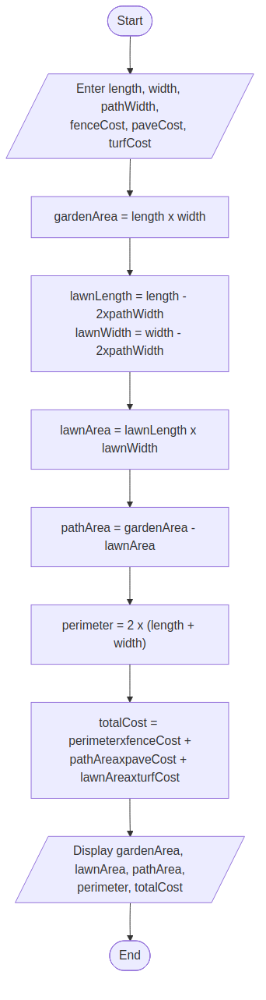 Start
Enter length, width,
pathWidth,
fenceCost, paveCost,
turfCost
gardenArea = length x width
lawnLength = length -
2xpathWidth
lawnWidth = width -
2xpathWidth
lawnArea = lawnLength x
lawnWidth
pathArea = gardenArea -
lawnArea
perimeter = 2 x (length +
width)
totalCost =
perimeterxfenceCost +
pathAreaxpaveCost +
lawnAreaxturfCost
Display gardenArea,
lawnArea, pathArea,
perimeter, totalCost
End